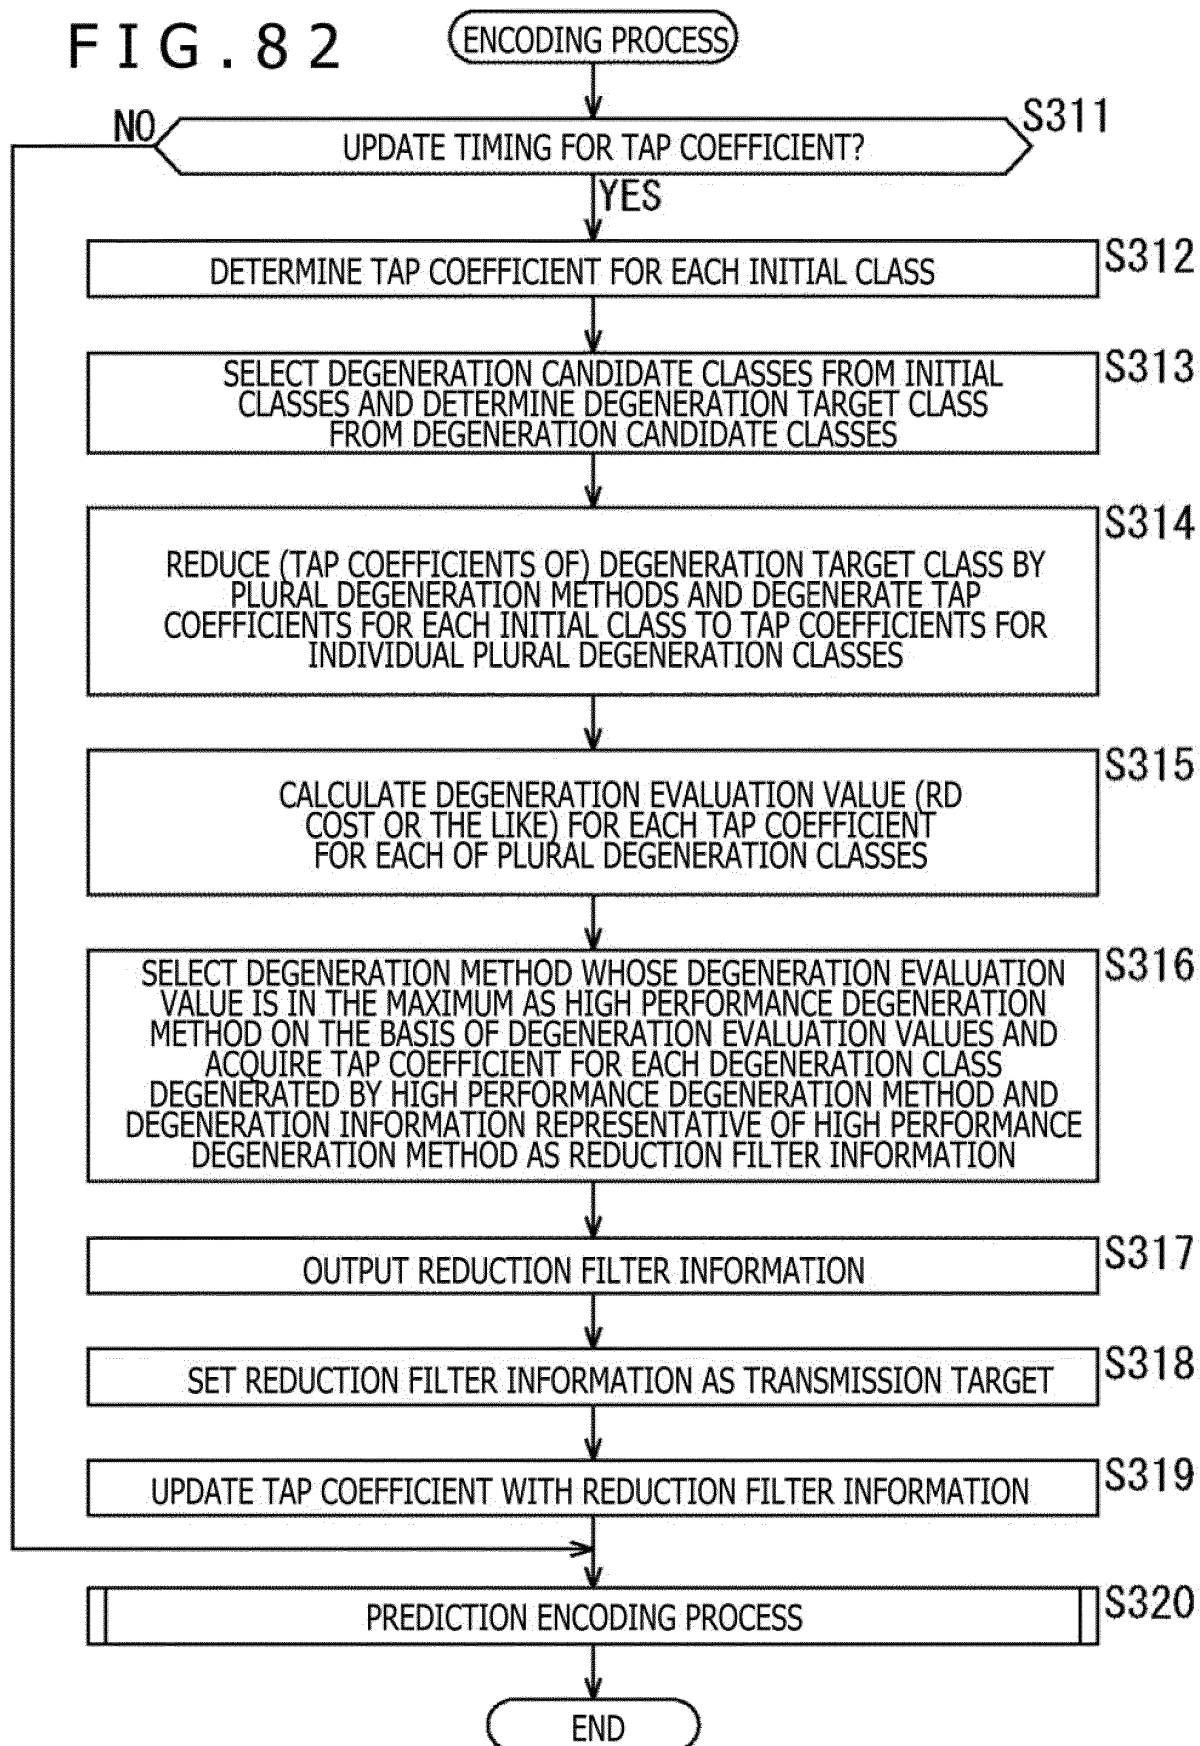 FIG.82
ENCODING PROCESS
S311
NO
UPDATE TIMING FOR TAP COEFFICIENT?
YES
S312
DETERMINE TAP COEFFICIENT FOR EACH INITIAL CLASS
S313
SELECT DEGENERATION CANDIDATE CLASSES FROM INITIAL
CLASSES AND DETERMINE DEGENERATION TARGET CLASS
FROM DEGENERATION CANDIDATE CLASSES
S314
REDUCE (TAP COEFFICIENTS OF) DEGENERATION TARGET CLASS BY
PLURAL DEGENERATION METHODS AND DEGENERATE TAP
COEFFICIENTS FOR EACH INITIAL CLASS TO TAP COEFFICIENTS FOR
INDIVIDUAL PLURAL DEGENERATION CLASSES
S315
CALCULATE DEGENERATION EVALUATION VALUE (RD
COST OR THE LIKE) FOR EACH TAP COEFFICIENT
FOR EACH OF PLURAL DEGENERATION CLASSES
S316
SELECT DEGENERATION METHOD WHOSE DEGENERATION EVALUATION
VALUE IS IN THE MAXIMUM AS HIGH PERFORMANCE DEGENERATION
METHOD ON THE BASIS OF DEGENERATION EVALUATION VALUES AND
ACQUIRE TAP COEFFICIENT FOR EACH DEGENERATION CLASS
DEGENERATED BY HIGH PERFORMANCE DEGENERATION METHOD AND
DEGENERATION INFORMATION REPRESENTATIVE OF HIGH PERFORMANCE
DEGENERATION METHOD AS REDUCTION FILTER INFORMATION
S317
OUTPUT REDUCTION FILTER INFORMATION
S318
SET REDUCTION FILTER INFORMATION AS TRANSMISSION TARGET
S319
UPDATE TAP COEFFICIENT WITH REDUCTION FILTER INFORMATION
S320
PREDICTION ENCODING PROCESS
END